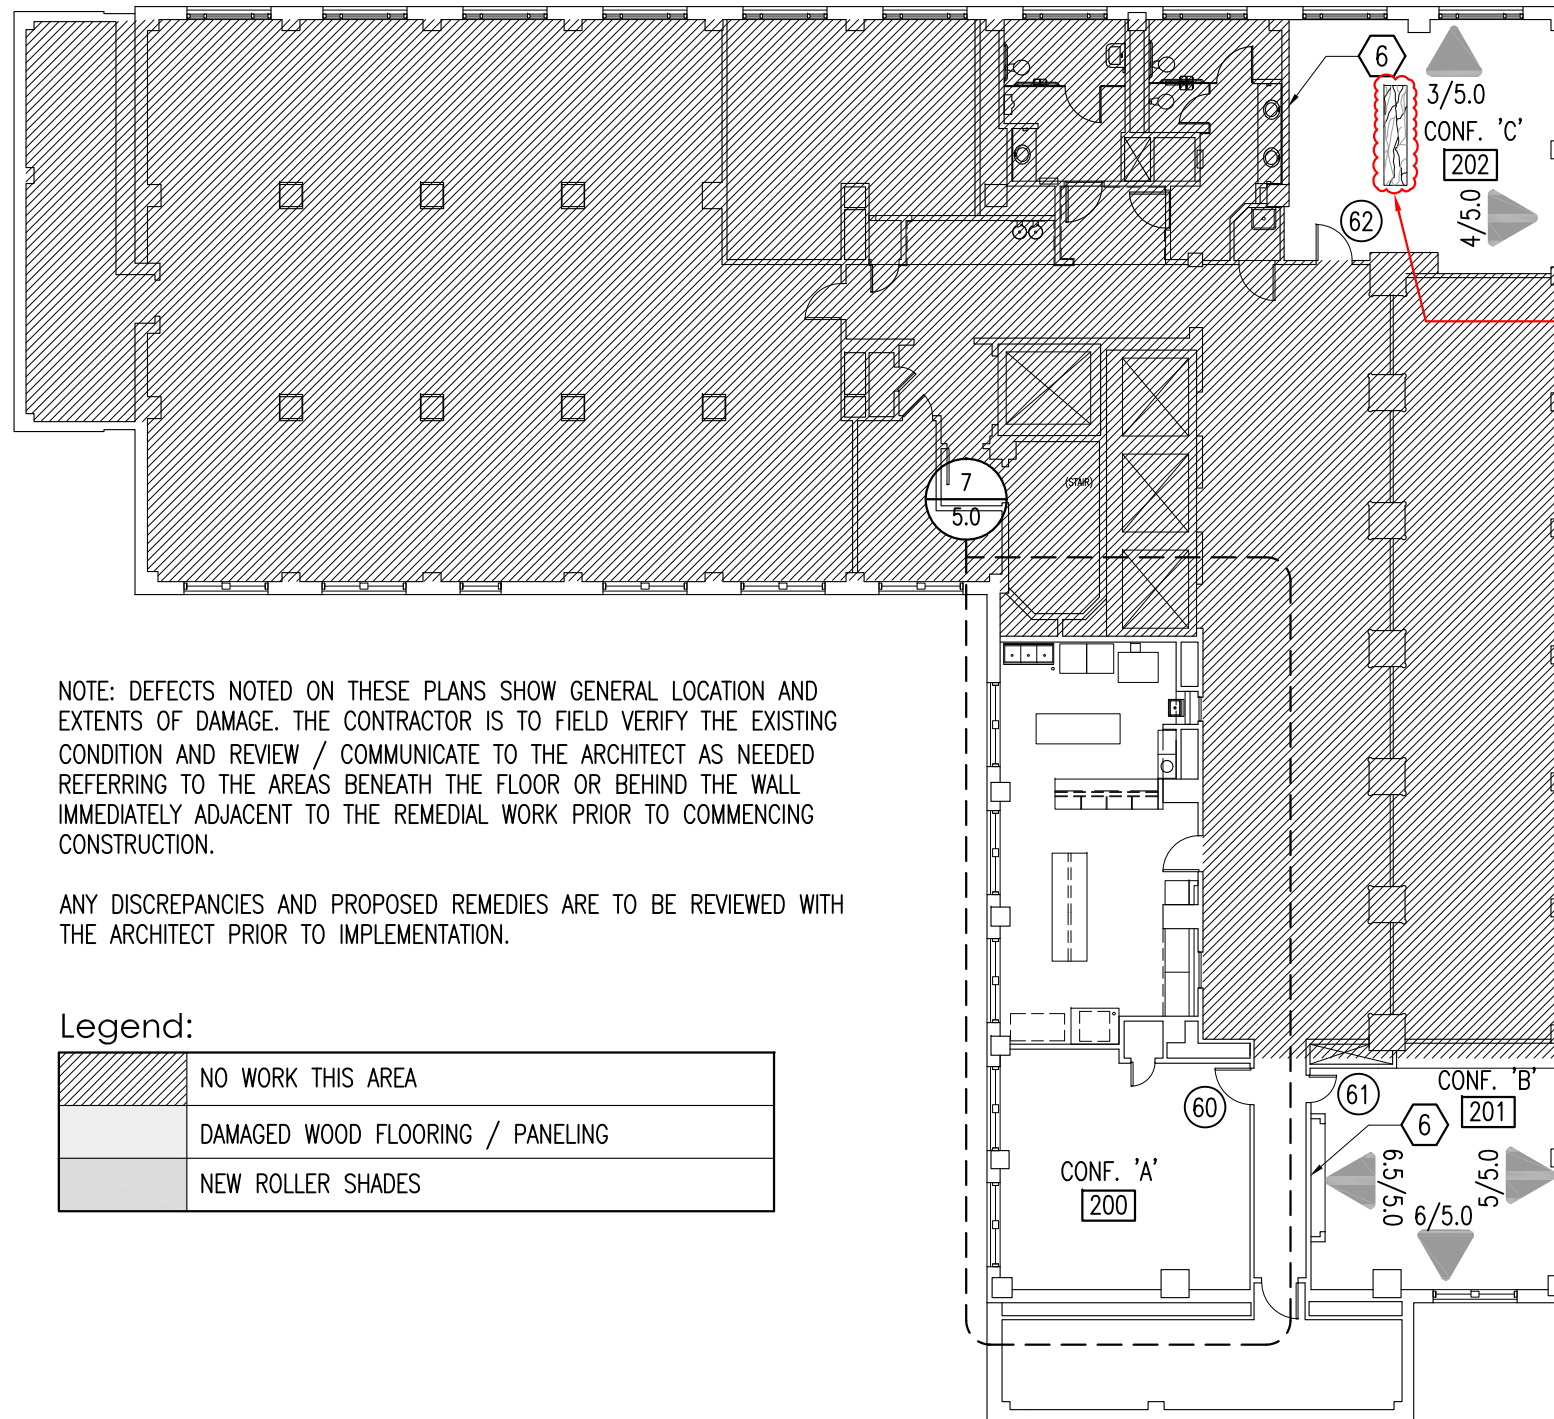 6
3/5.0
CONF. 'C'
202
4/5.0
62
7
5.0
(STAIR)
NOTE: DEFECTS NOTED ON THESE PLANS SHOW GENERAL LOCATION AND
EXTENTS OF DAMAGE. THE CONTRACTOR IS TO FIELD VERIFY THE EXISTING
CONDITION AND REVIEW / COMMUNICATE TO THE ARCHITECT AS NEEDED
REFERRING TO THE AREAS BENEATH THE FLOOR OR BEHIND THE WALL
IMMEDIATELY ADJACENT TO THE REMEDIAL WORK PRIOR TO COMMENCING
CONSTRUCTION.
ANY DISCREPANCIES AND PROPOSED REMEDIES ARE TO BE REVIEWED WITH
THE ARCHITECT PRIOR TO IMPLEMENTATION.
Legend:
NO WORK THIS AREA
DAMAGED WOOD FLOORING / PANELING
NEW ROLLER SHADES
60
61
CONF. 'B'
201
6
CONF. 'A'
200
6.5/5.0
5/5.0
6/5.0